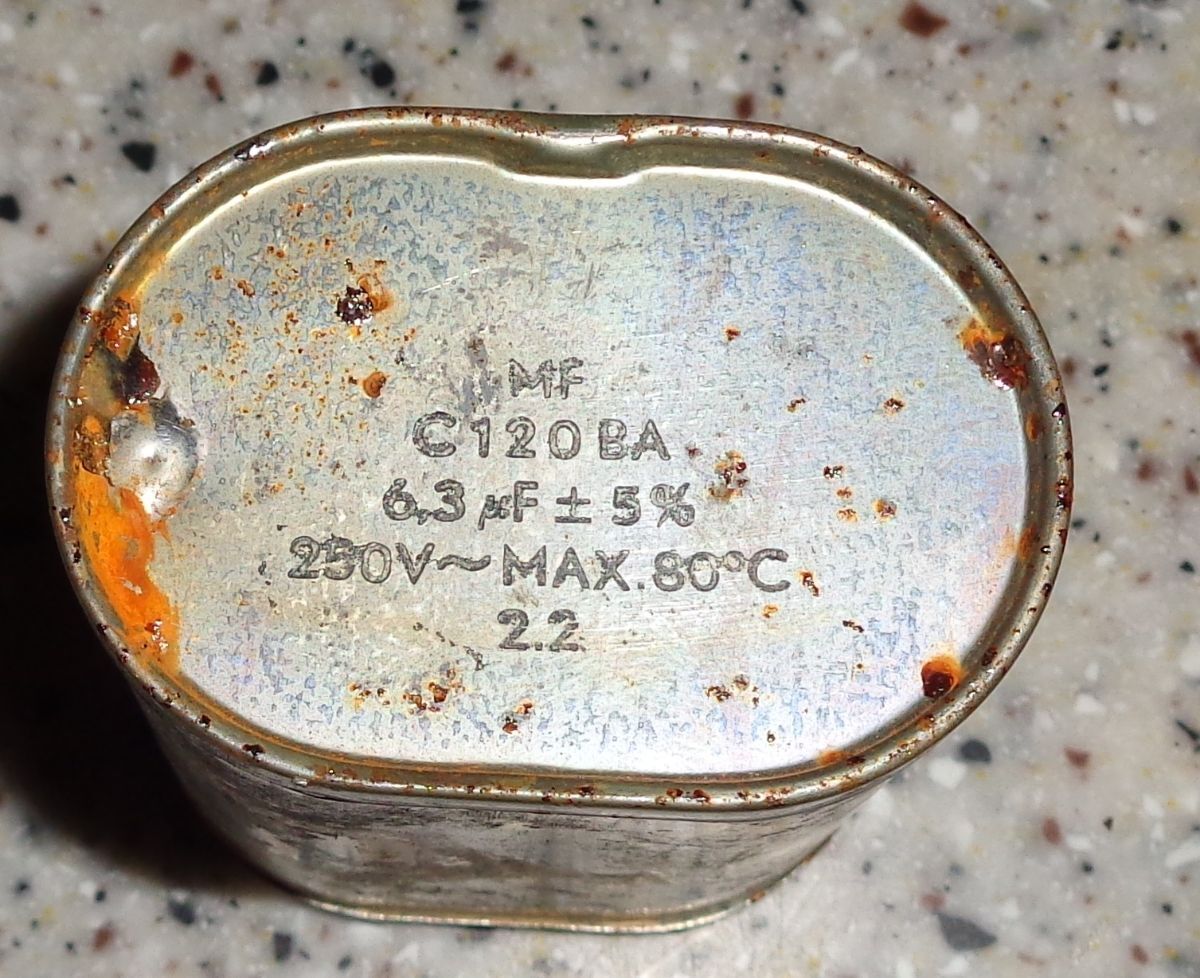 MF
C120BA
6,3 µF ± 5%
250V~MAX.80°C
2.2